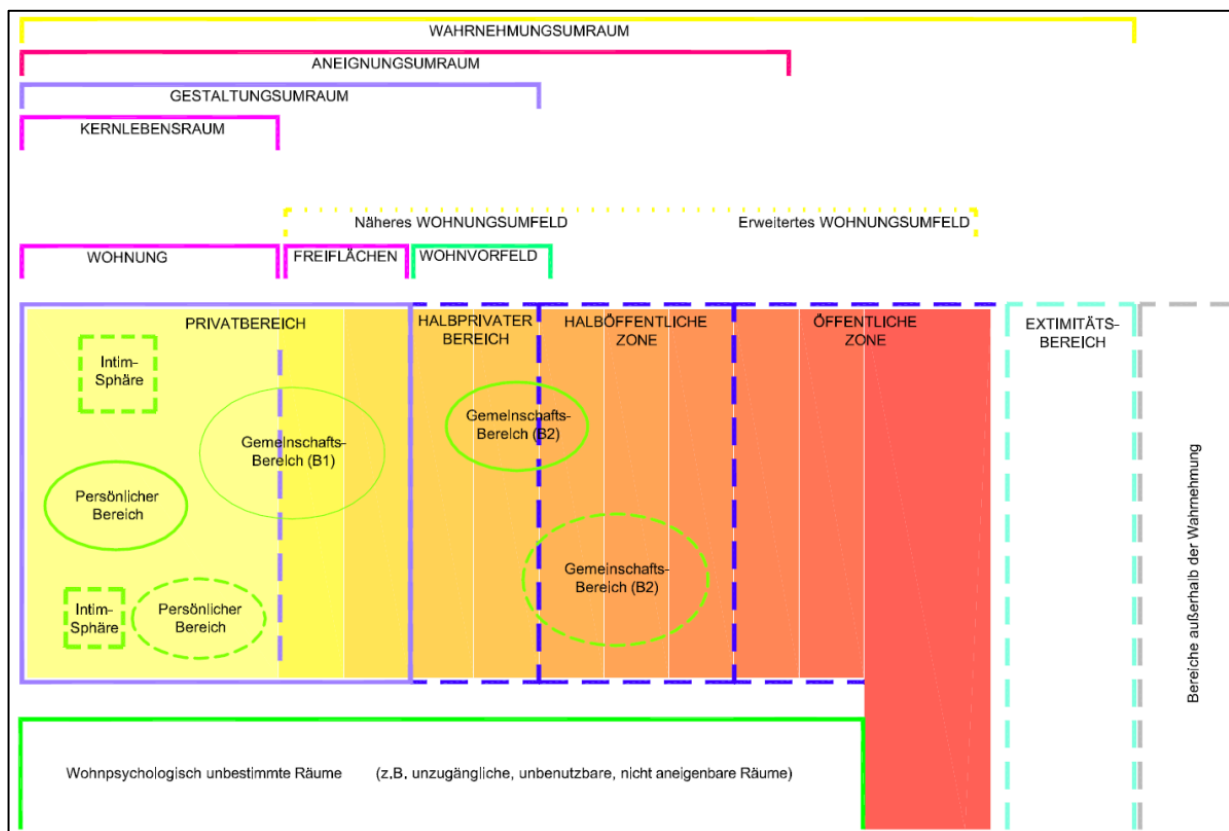 WAHRNEHMUNGSUMRAUM
ANEIGNUNGSUMRAUM
GESTALTUNGSUMRAUM
KERNLEBENSRAUM
Näheres WOHNUNGSUMFELD
Erweitertes WOHNUNGSUMFELD
WOHNUNG
FREIFLÄCHEN
WOHNVORFELD
PRIVATBEREICH
HALBPRIVATER
BEREICH
HALBÖFFENTLICHE
ZONE
ÖFFENTLICHE
ZONE
EXTIMITÄTS-
BEREICH
Intim-
Sphäre
Gemeinschafts-
Bereich (B1)
Gemeinschafts-
Bereich (B2)
Persönlicher
Bereich
Intim-
Sphäre
Persönlicher
Bereich
Gemeinschafts-
Bereich (B2)
Bereiche außerhalb der Wahrnehmung
Wohnpsychologisch unbestimmte Räume (z.B. unzugängliche, unbenutzbare, nicht aneigenbare Räume)